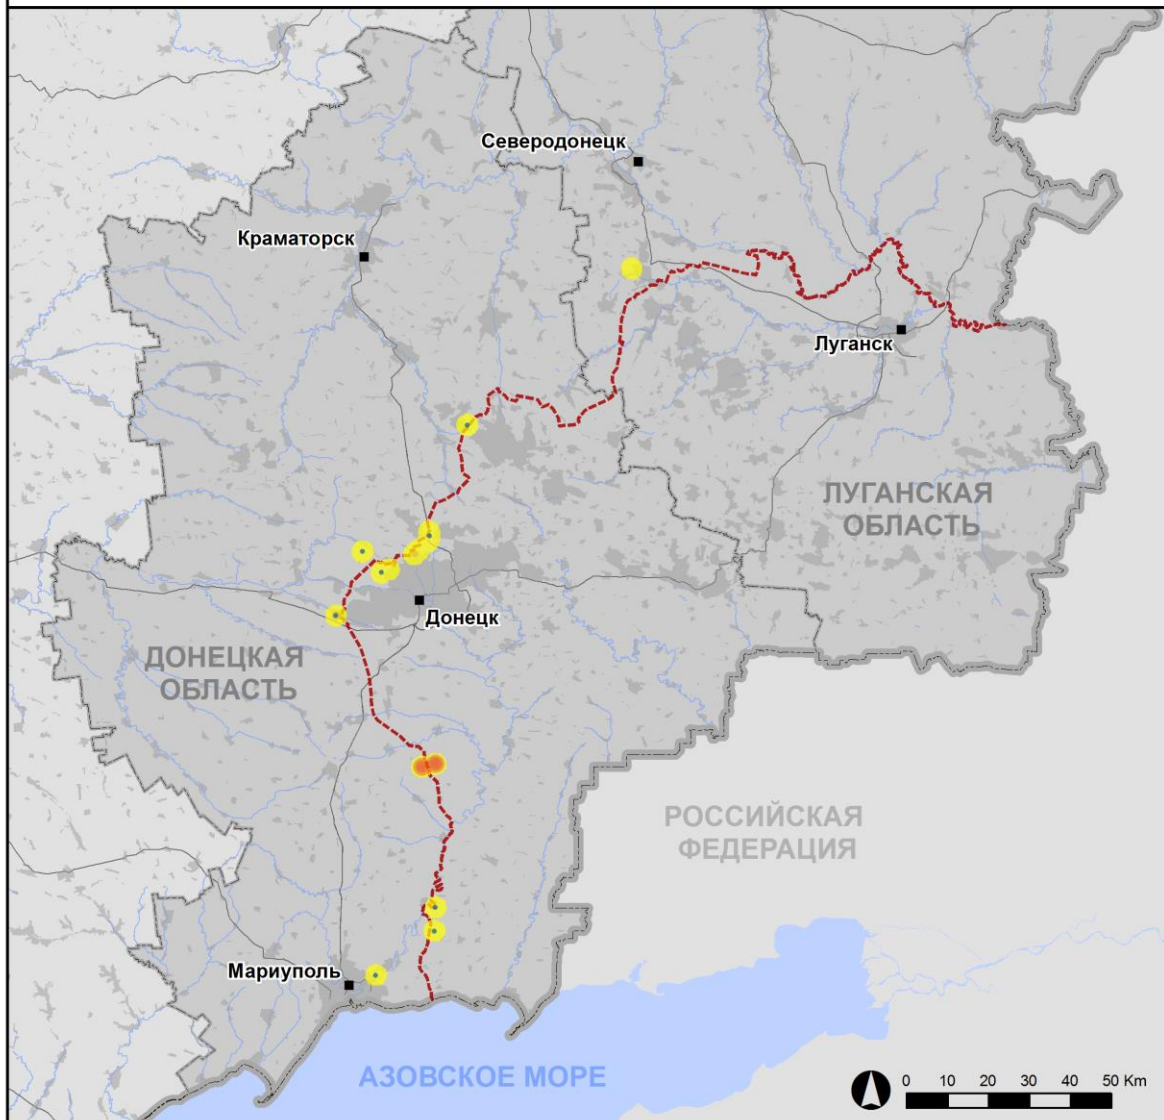 Северодонецк
Краматорск
Луганск
ЛУГАНСКАЯ
ОБЛАСТЬ
Донецк
ДОНЕЦКАЯ
ОБЛАСТЬ
РОССИЙСКАЯ
ФЕДЕРАЦИЯ
Мариуполь
АЗОВСКОЕ МОРЕ
0 10 20 30 40 50 Km